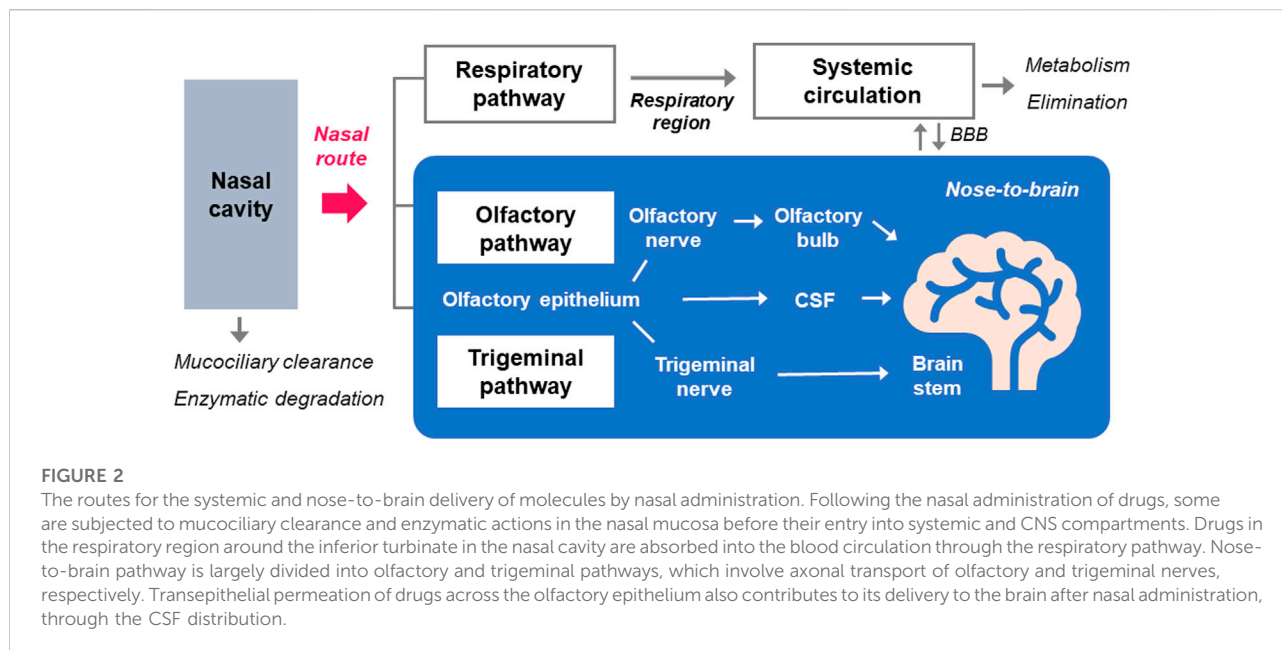 Respiratory
pathway
Respiratory
region
Systemic
circulation
Metabolism
Elimination
BBB
Nasal
route
Nasal
cavity
Nose-to-brain
Olfactory
pathway
Olfactory
nerve
Olfactory
bulb
Olfactory epithelium
CSF
Trigeminal
pathway
Trigeminal
nerve
Brain
stem
Mucociliary clearance
Enzymatic degradation
FIGURE 2
The routes for the systemic and nose-to-brain delivery of molecules by nasal administration. Following the nasal administration of drugs, some
are subjected to mucociliary clearance and enzymatic actions in the nasal mucosa before their entry into systemic and CNS compartments. Drugs in
the respiratory region around the inferior turbinate in the nasal cavity are absorbed into the blood circulation through the respiratory pathway. Nose-
to-brain pathway is largely divided into olfactory and trigeminal pathways, which involve axonal transport of olfactory and trigeminal nerves,
respectively. Transepithelial permeation of drugs across the olfactory epithelium also contributes to its delivery to the brain after nasal administration,
through the CSF distribution.